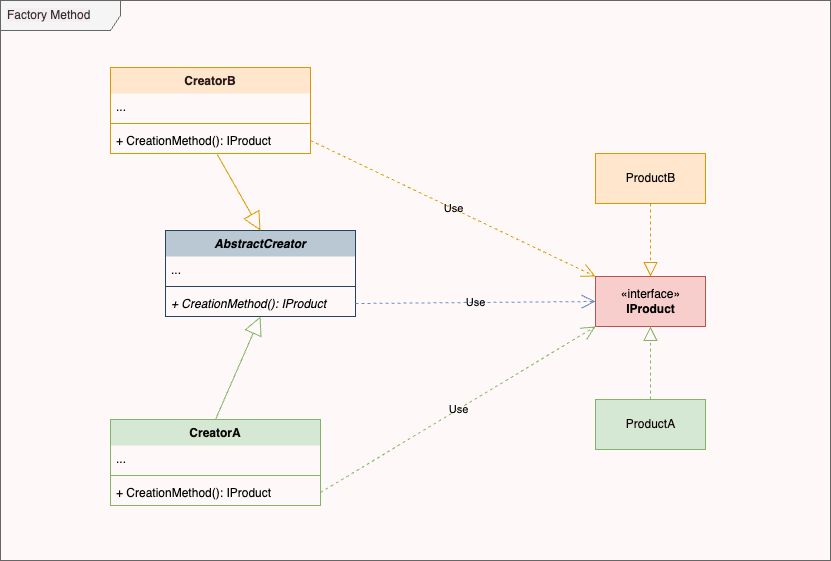 Factory Method
CreatorB
...
+ CreationMethod(): IProduct
ProductB
Use
AbstractCreator
...
+ CreationMethod(): IProduct
Use
«interface»
IProduct
Use
ProductA
CreatorA
...
+ CreationMethod(): IProduct